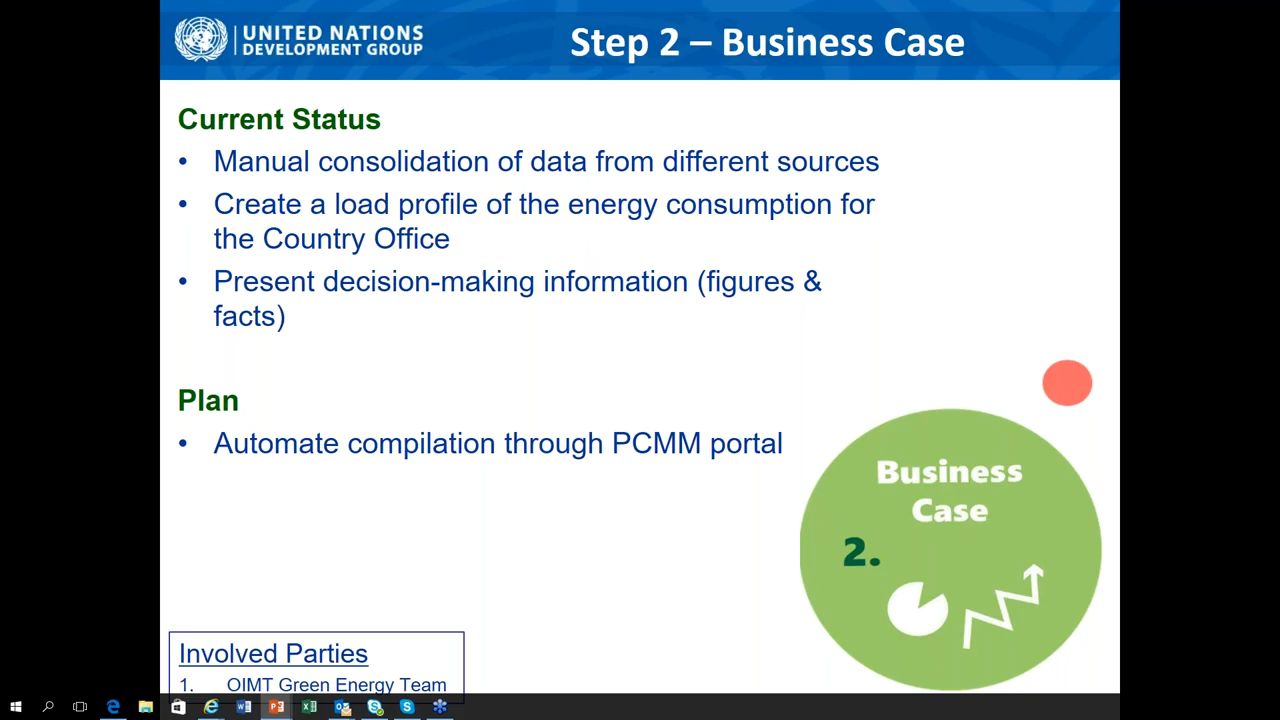 UNITED NATIONS
DEVELOPMENT GROUP
Step 2 – Business Case
Current Status
• Manual consolidation of data from different sources
• Create a load profile of the energy consumption for
the Country Office
• Present decision-making information (figures &
facts)
Plan
• Automate compilation through PCMM portal
Business
Case
2.
Involved Parties
1. OIMT Green Energy Team